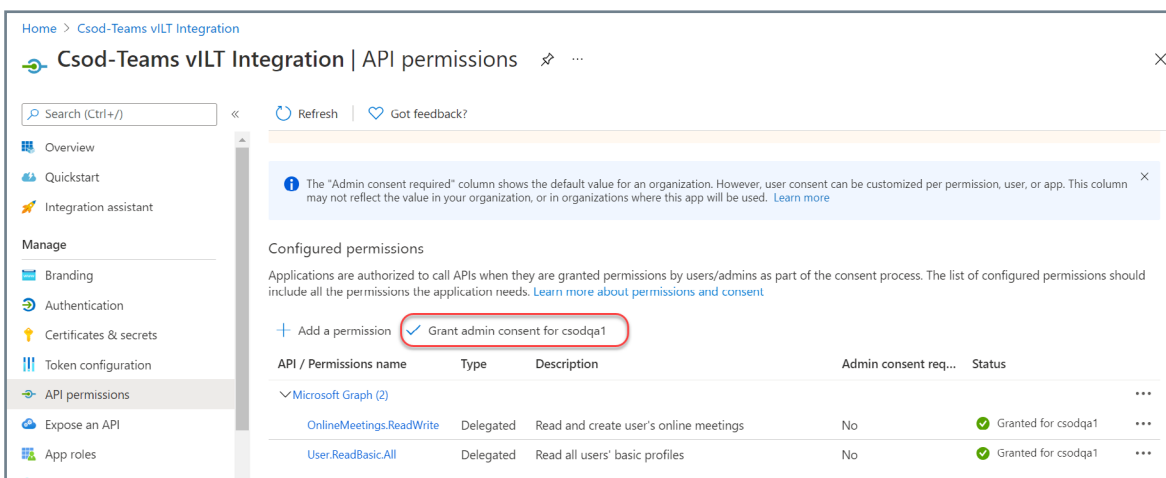 Home > Csod-Teams vILT Integration
Csod-Teams vILT Integration | API permissions
Search (Ctrl+/)
Refresh
Got feedback?
Overview
Quickstart
Integration assistant
Manage
Branding
Authentication
Certificates & secrets
Token configuration
API permissions
Expose an API
App roles
The "Admin consent required" column shows the default value for an organization. However, user consent can be customized per permission, user, or app. This column
may not reflect the value in your organization, or in organizations where this app will be used. Learn more
Configured permissions
Applications are authorized to call APIs when they are granted permissions by users/admins as part of the consent process. The list of configured permissions should
include all the permissions the application needs. Learn more about permissions and consent
Add a permission
Grant admin consent for csodqa1
API / Permissions name Type Description Admin consent req... Status
Microsoft Graph (2)
OnlineMeetings.ReadWrite Delegated Read and create user's online meetings No Granted for csodqa1
User.ReadBasic.All Delegated Read all users' basic profiles No Granted for csodqa1